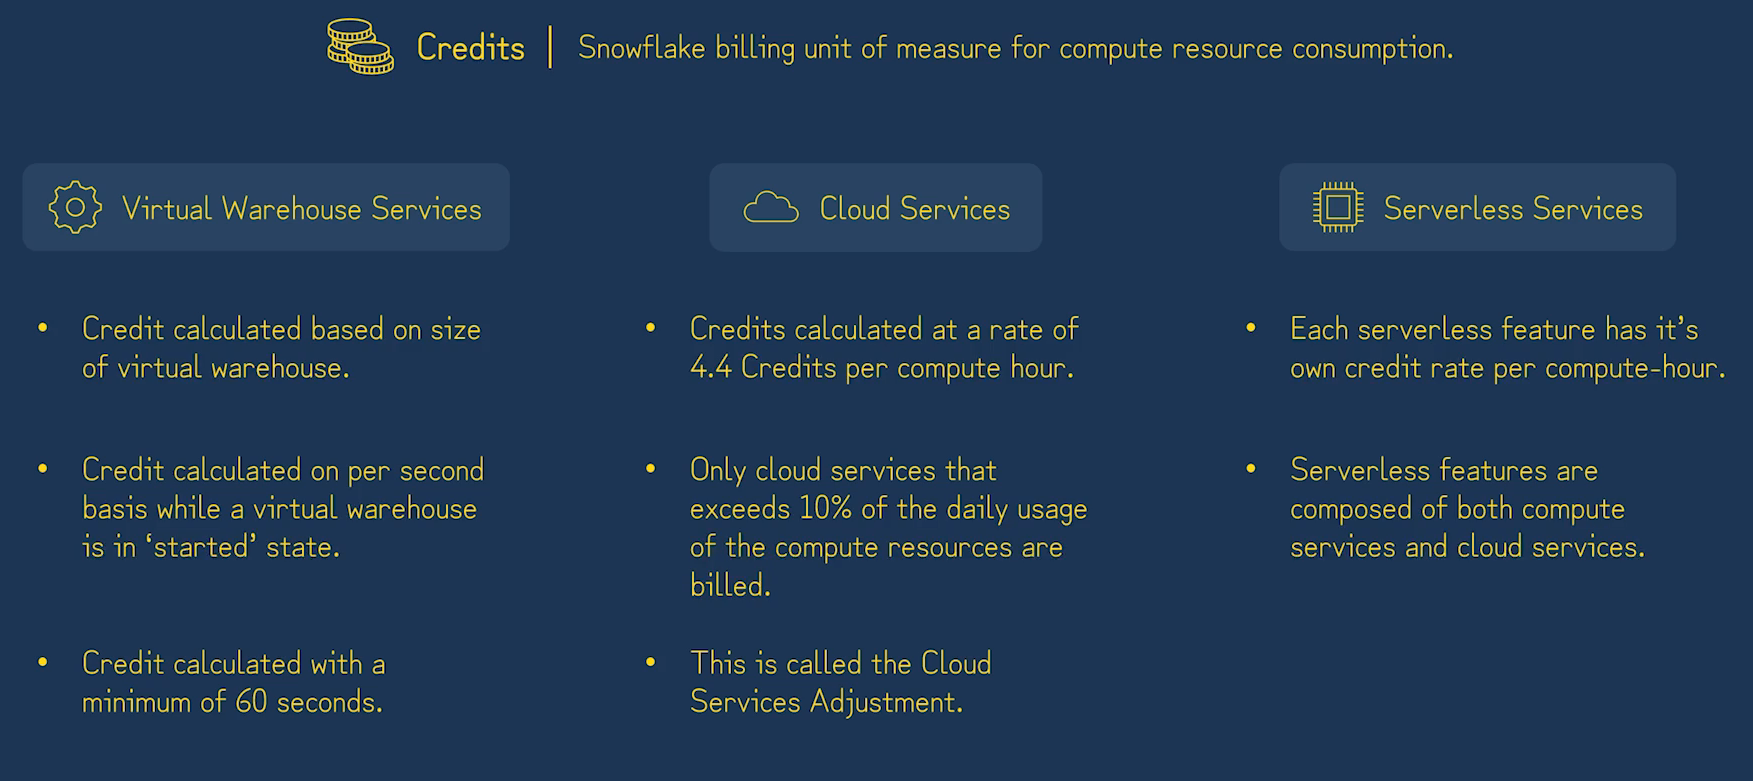 Credits | Snowflake billing unit of measure for compute resource consumption.
Virtual Warehouse Services
Credit calculated based on size
of virtual warehouse.
Credit calculated on per second
basis while a virtual warehouse
is in ‘started’ state.
Credit calculated with a
minimum of 60 seconds.
Cloud Services
Credits calculated at a rate of
4.4 Credits per compute hour.
Only cloud services that
exceeds 10% of the daily usage
of the compute resources are
billed.
This is called the Cloud
Services Adjustment.
Serverless Services
Each serverless feature has it’s
own credit rate per compute-hour.
Serverless features are
composed of both compute
services and cloud services.